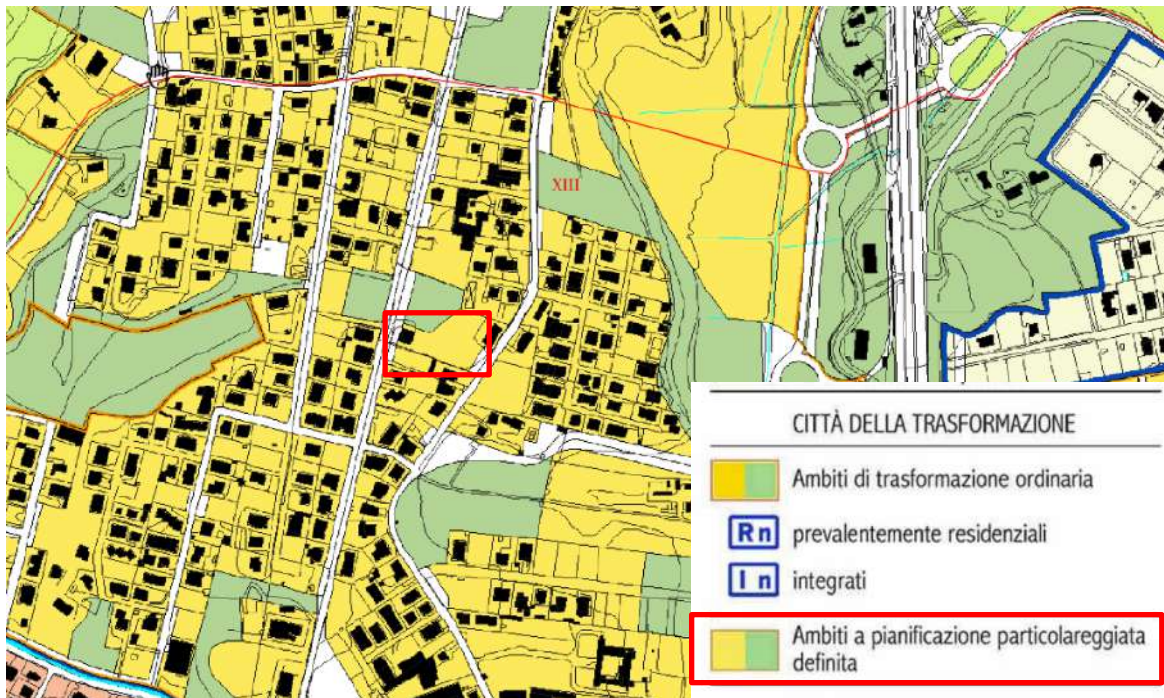 XIII
CITTÀ DELLA TRASFORMAZIONE
Ambiti di trasformazione ordinaria
Rn prevalentemente residenziali
In integrati
Ambiti a pianificazione particolareggiata
definita